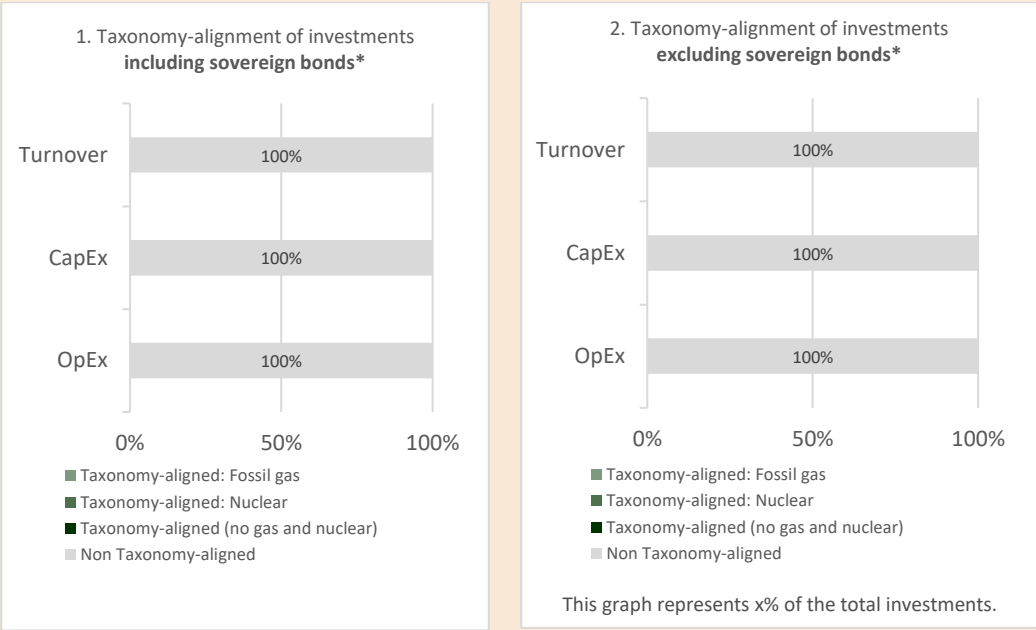 1. Taxonomy-alignment of investments
including sovereign bonds*
Turnover
100%
CapEx
100%
OpEx
100%
0% 50% 100%
Taxonomy-aligned: Fossil gas
Taxonomy-aligned: Nuclear
Taxonomy-aligned (no gas and nuclear)
Non Taxonomy-aligned
2. Taxonomy-alignment of investments
excluding sovereign bonds*
Turnover
100%
CapEx
100%
OpEx
100%
0% 50% 100%
Taxonomy-aligned: Fossil gas
Taxonomy-aligned: Nuclear
Taxonomy-aligned (no gas and nuclear)
Non Taxonomy-aligned
This graph represents x% of the total investments.